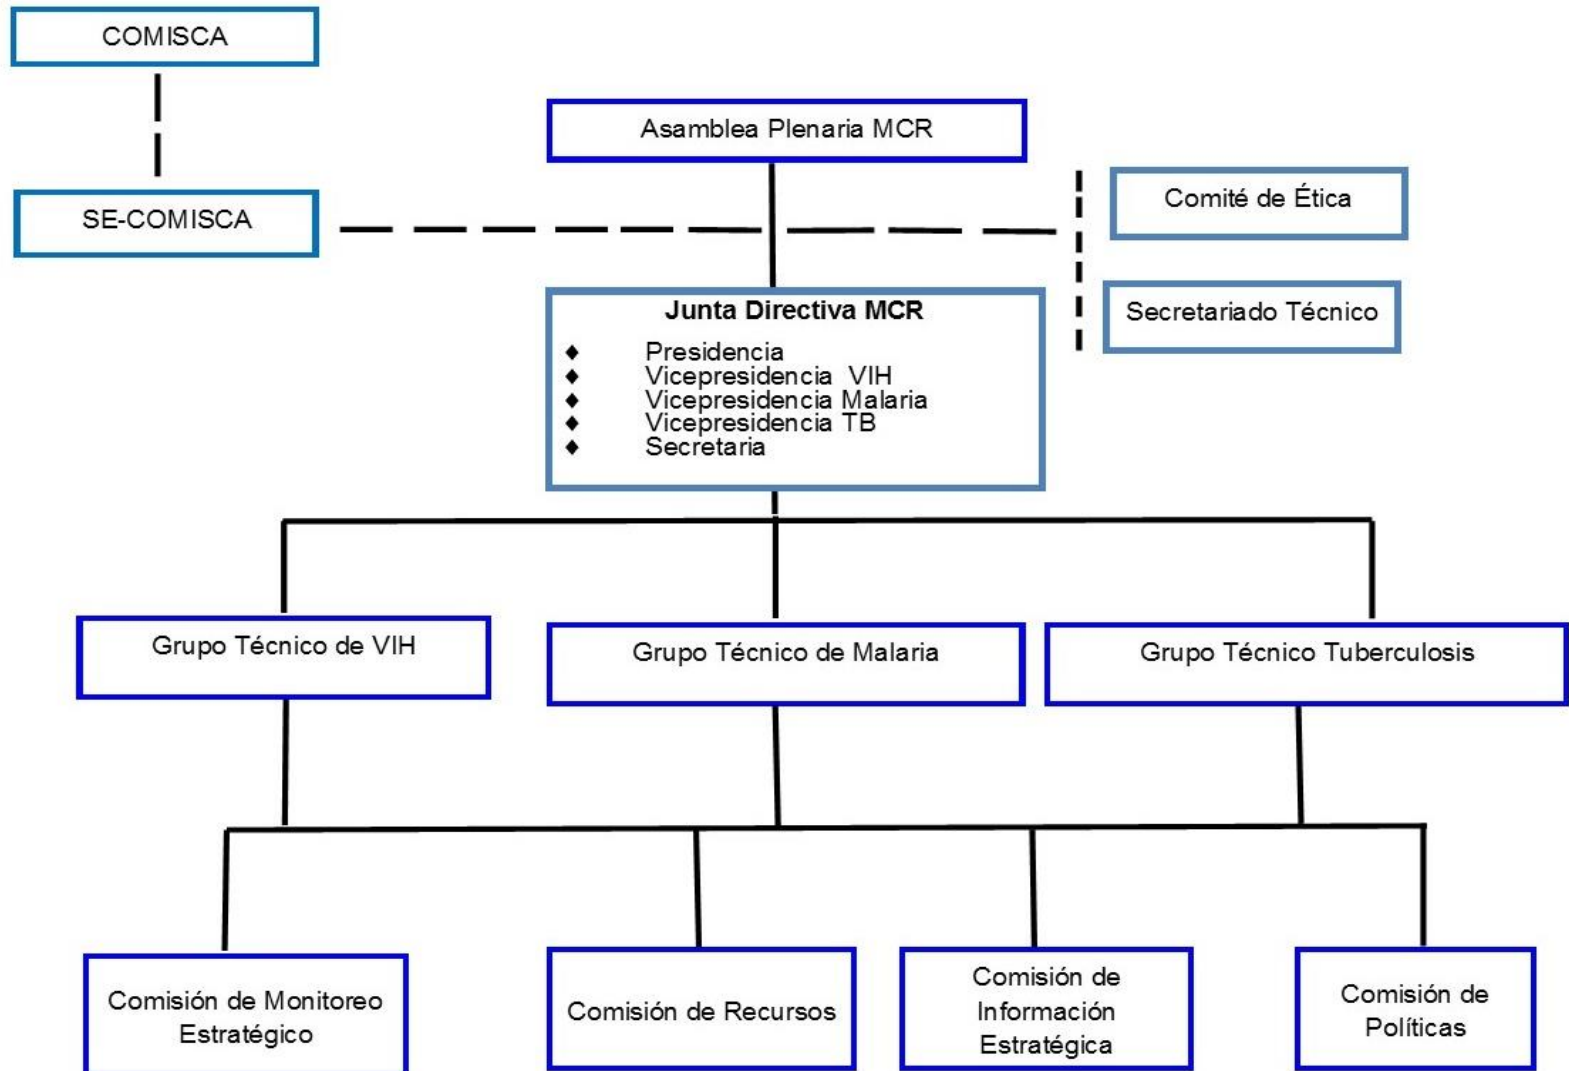 COMISCA
Asamblea Plenaria MCR
SE-COMISCA
Comité de Ética
Secretariado Técnico
Junta Directiva MCR
♦ Presidencia
♦ Vicepresidencia VIH
♦ Vicepresidencia Malaria
♦ Vicepresidencia TB
♦ Secretaria
Grupo Técnico de VIH
Grupo Técnico de Malaria
Grupo Técnico Tuberculosis
Comisión de Monitoreo
Estratégico
Comisión de Recursos
Comisión de
Información
Estratégica
Comisión de
Políticas